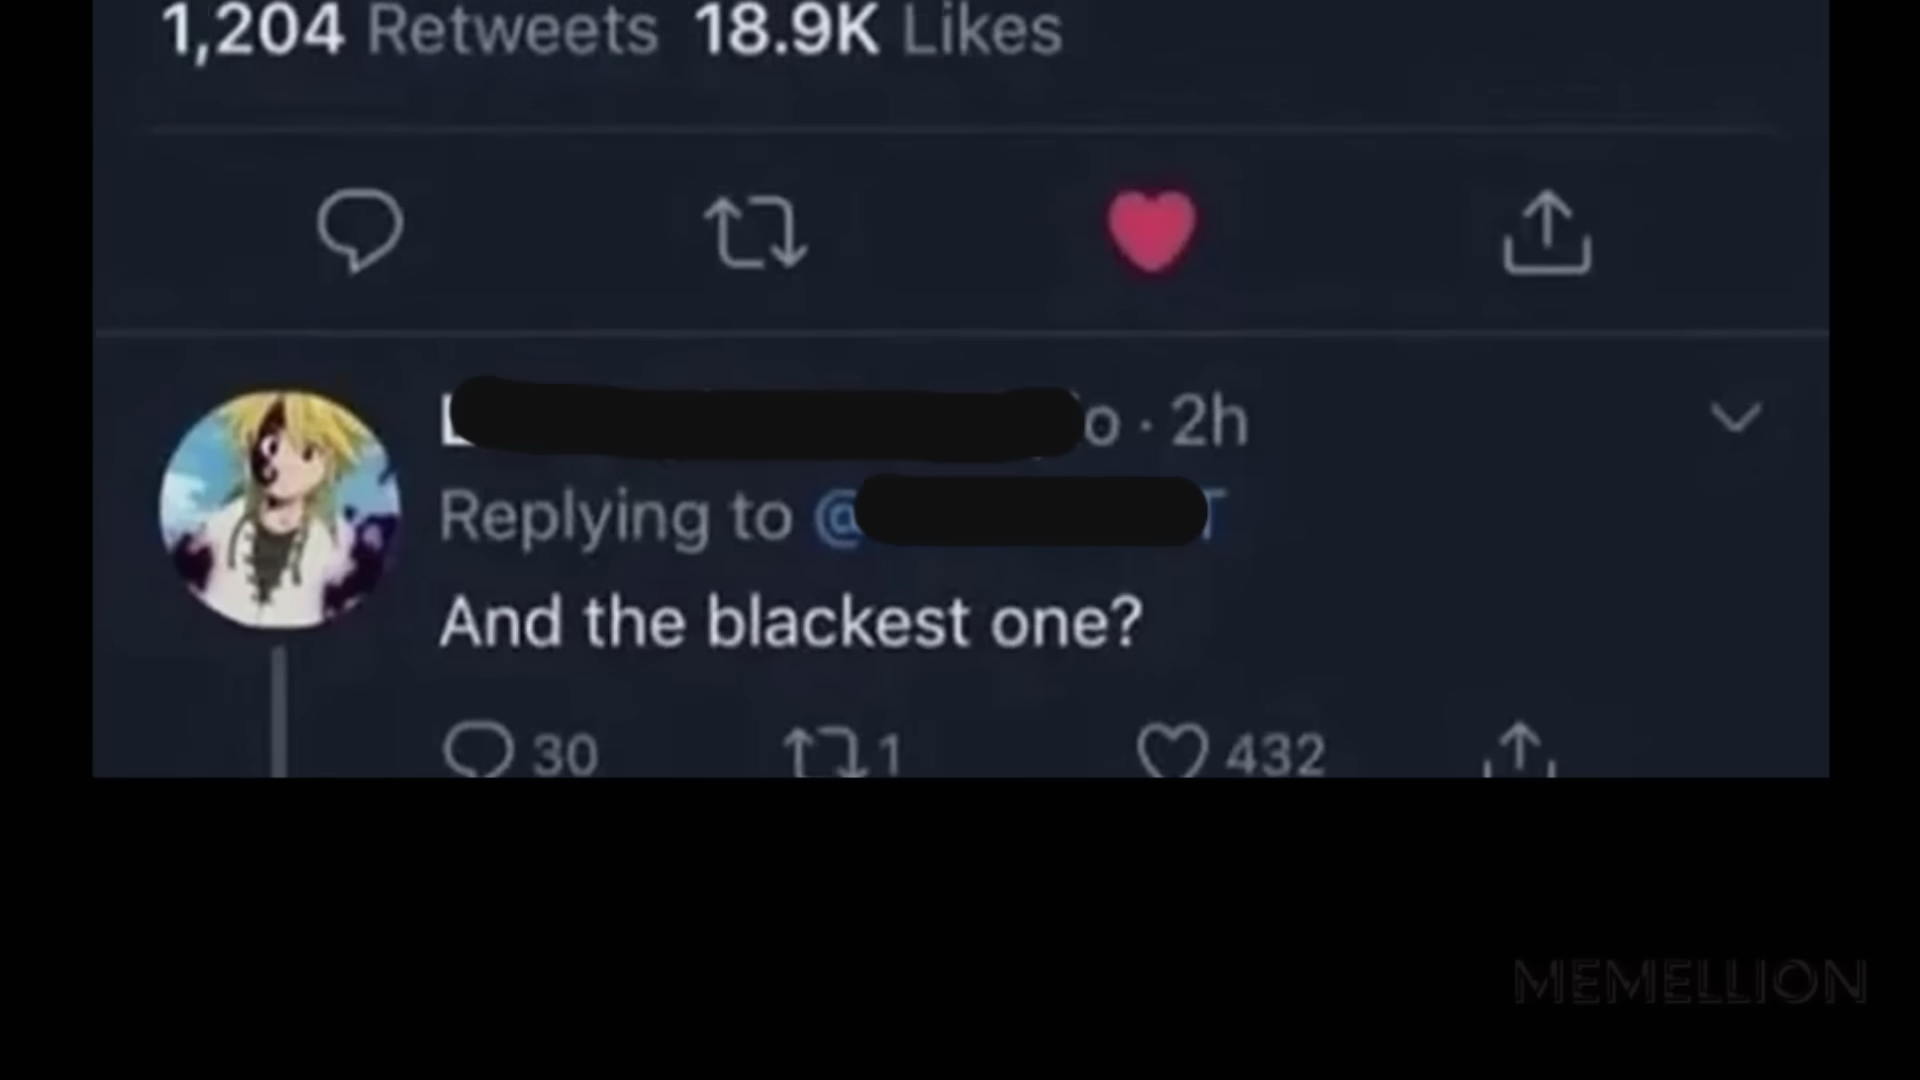 1,204 Retweets 18.9K Likes
· 2h
Replying to @
And the blackest one?
30 1 432
MEMELLION